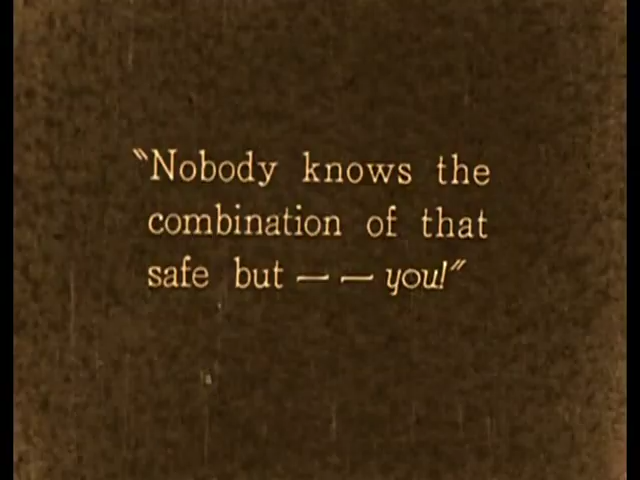 "Nobody knows the
combination of that
safe but — — you!"